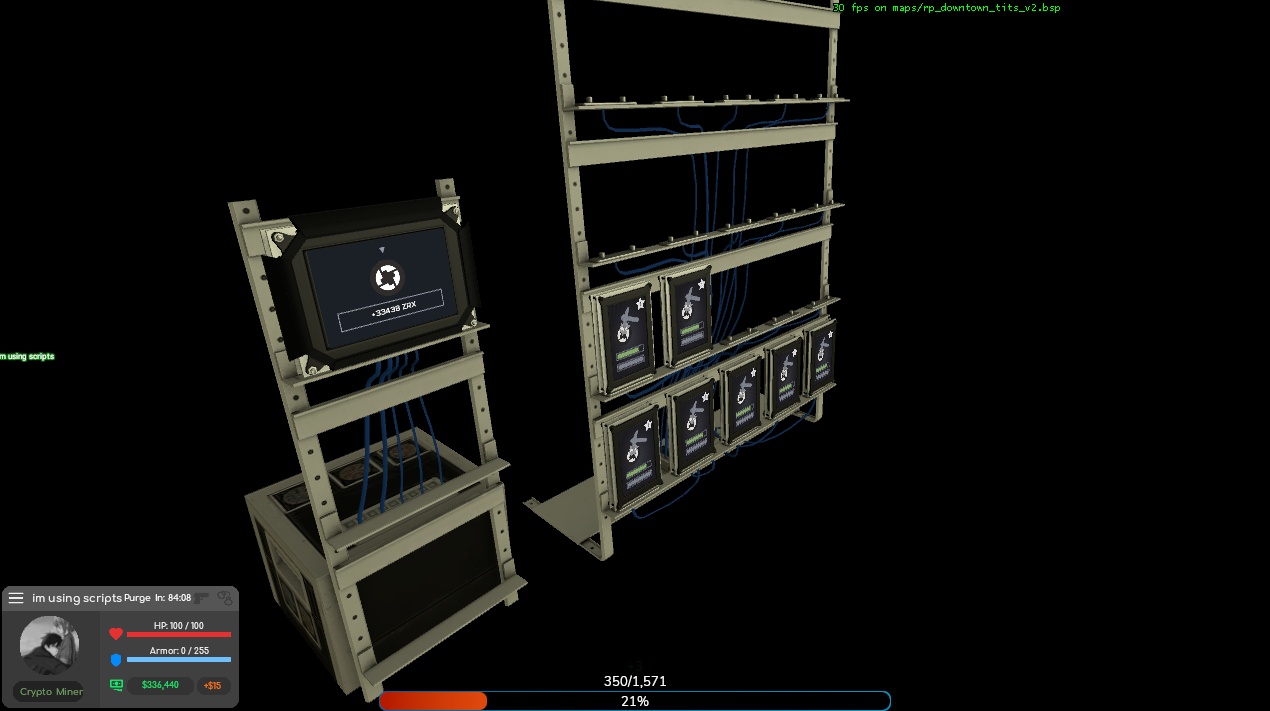 30 fps on maps/rp_downtown_tits_v2.bsp
+33438 ZRX
m using scripts
im using scripts Purge In: 84:08
HP: 100 / 100
Armor: 0 / 255
Crypto Miner
$336,440
+$15
+3
350/1,571
21%